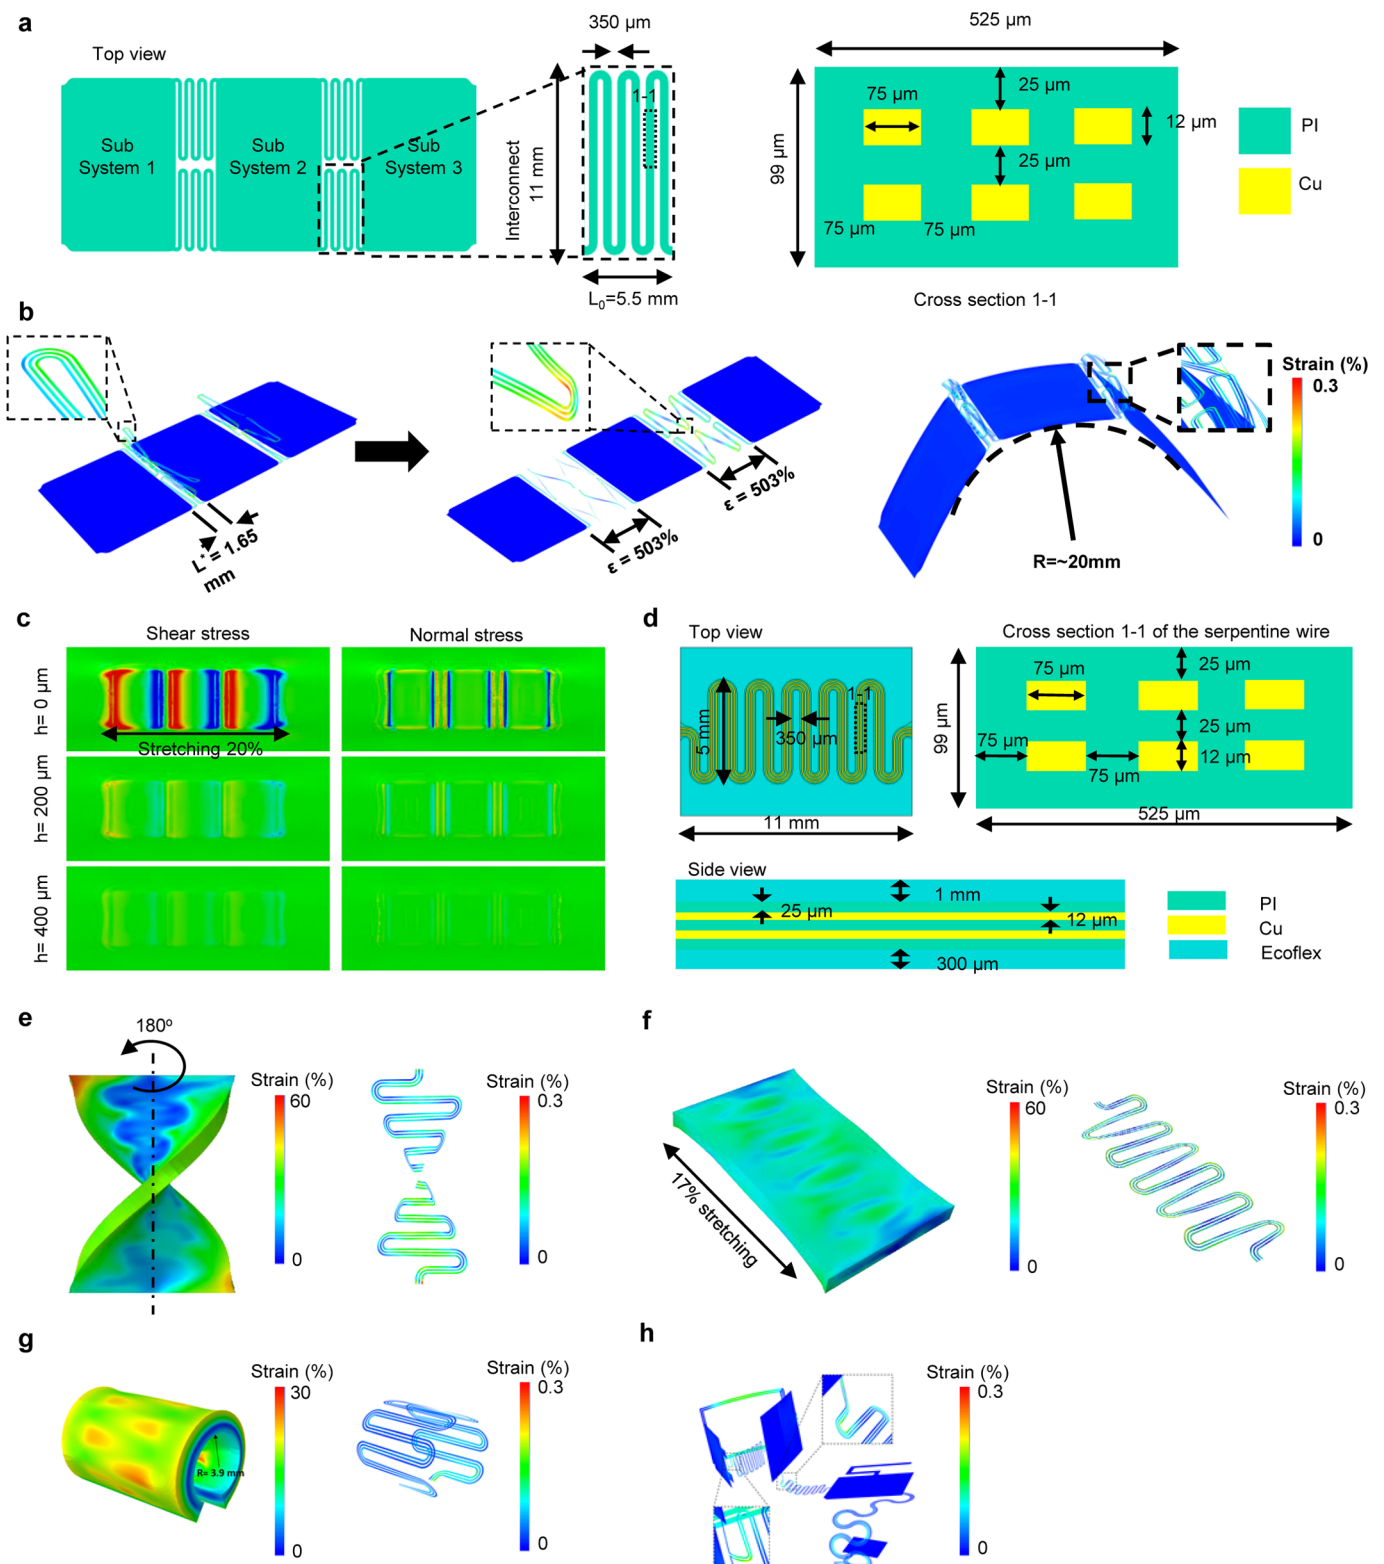 a
Top view
Sub
System 1
Sub
System 2
Sub
System 3
350 µm
Interconnect
11 mm
1-1
L0=5.5 mm
525 µm
99 µm
75 µm
25 µm
12 µm
25 µm
75 µm
75 µm
Cross section 1-1
PI
Cu
b
L* = 1.65
mm
ε = 503%
ε = 503%
R=~20mm
Strain (%)
0.3
0
c
Shear stress
Normal stress
h= 0 µm
Stretching 20%
h= 200 µm
h= 400 µm
d
Top view
5 mm
350 µm
1-1
11 mm
Cross section 1-1 of the serpentine wire
99 µm
75 µm
25 µm
25 µm
75 µm
75 µm
12 µm
525 µm
Side view
1 mm
25 µm
12 µm
300 µm
PI
Cu
Ecoflex
e
180º
Strain (%)
60
0
Strain (%)
0.3
0
f
17% stretching
Strain (%)
60
0
Strain (%)
0.3
0
g
R= 3.9 mm
Strain (%)
30
0
Strain (%)
0.3
0
h
Strain (%)
0.3
0